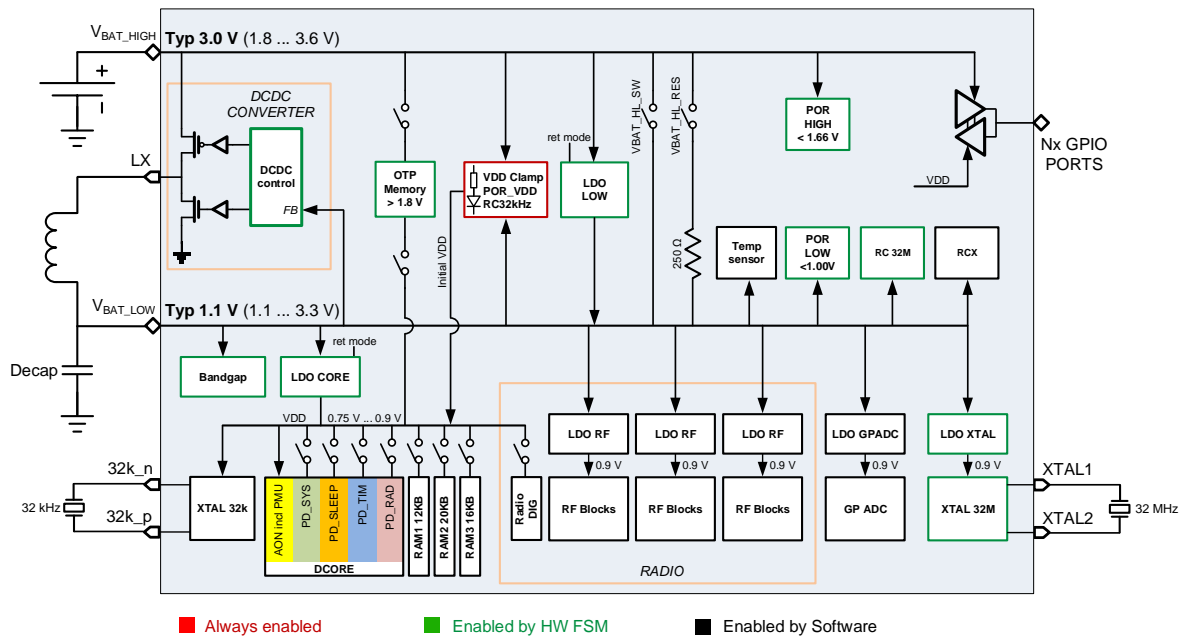 VBAT_HIGH
Typ 3.0 V (1.8 ... 3.6 V)
+
DCDC
CONVERTER
LX
DCDC
control
FB
OTP
Memory
> 1.8 V
VDD Clamp
POR_VDD
RC32kHz
ret mode
LDO
LOW
VBAT_HL_SW
VBAT_HL_RES
POR
HIGH
< 1.66 V
Nx GPIO
PORTS
VDD
Initial VDD
250 Ω
Temp
sensor
POR
LOW
<1.00V
RC 32M
RCX
VBAT_LOW
Typ 1.1 V (1.1 ... 3.3 V)
Decap
Bandgap
LDO CORE
ret mode
VDD
0.75 V ... 0.9 V
LDO RF
LDO RF
LDO RF
LDO GPADC
LDO XTAL
0.9 V
0.9 V
0.9 V
0.9 V
0.9 V
32k_n
32 kHz
32k_p
XTAL 32k
AON incl PMU
PD_SYS
PD_SLEEP
PD_TIM
PD_RAD
DCORE
RAM1 12KB
RAM2 20KB
RAM3 16KB
Radio
DIG
RF Blocks
RF Blocks
RF Blocks
GP ADC
XTAL 32M
RADIO
XTAL1
32 MHz
XTAL2
Always enabled
Enabled by HW FSM
Enabled by Software